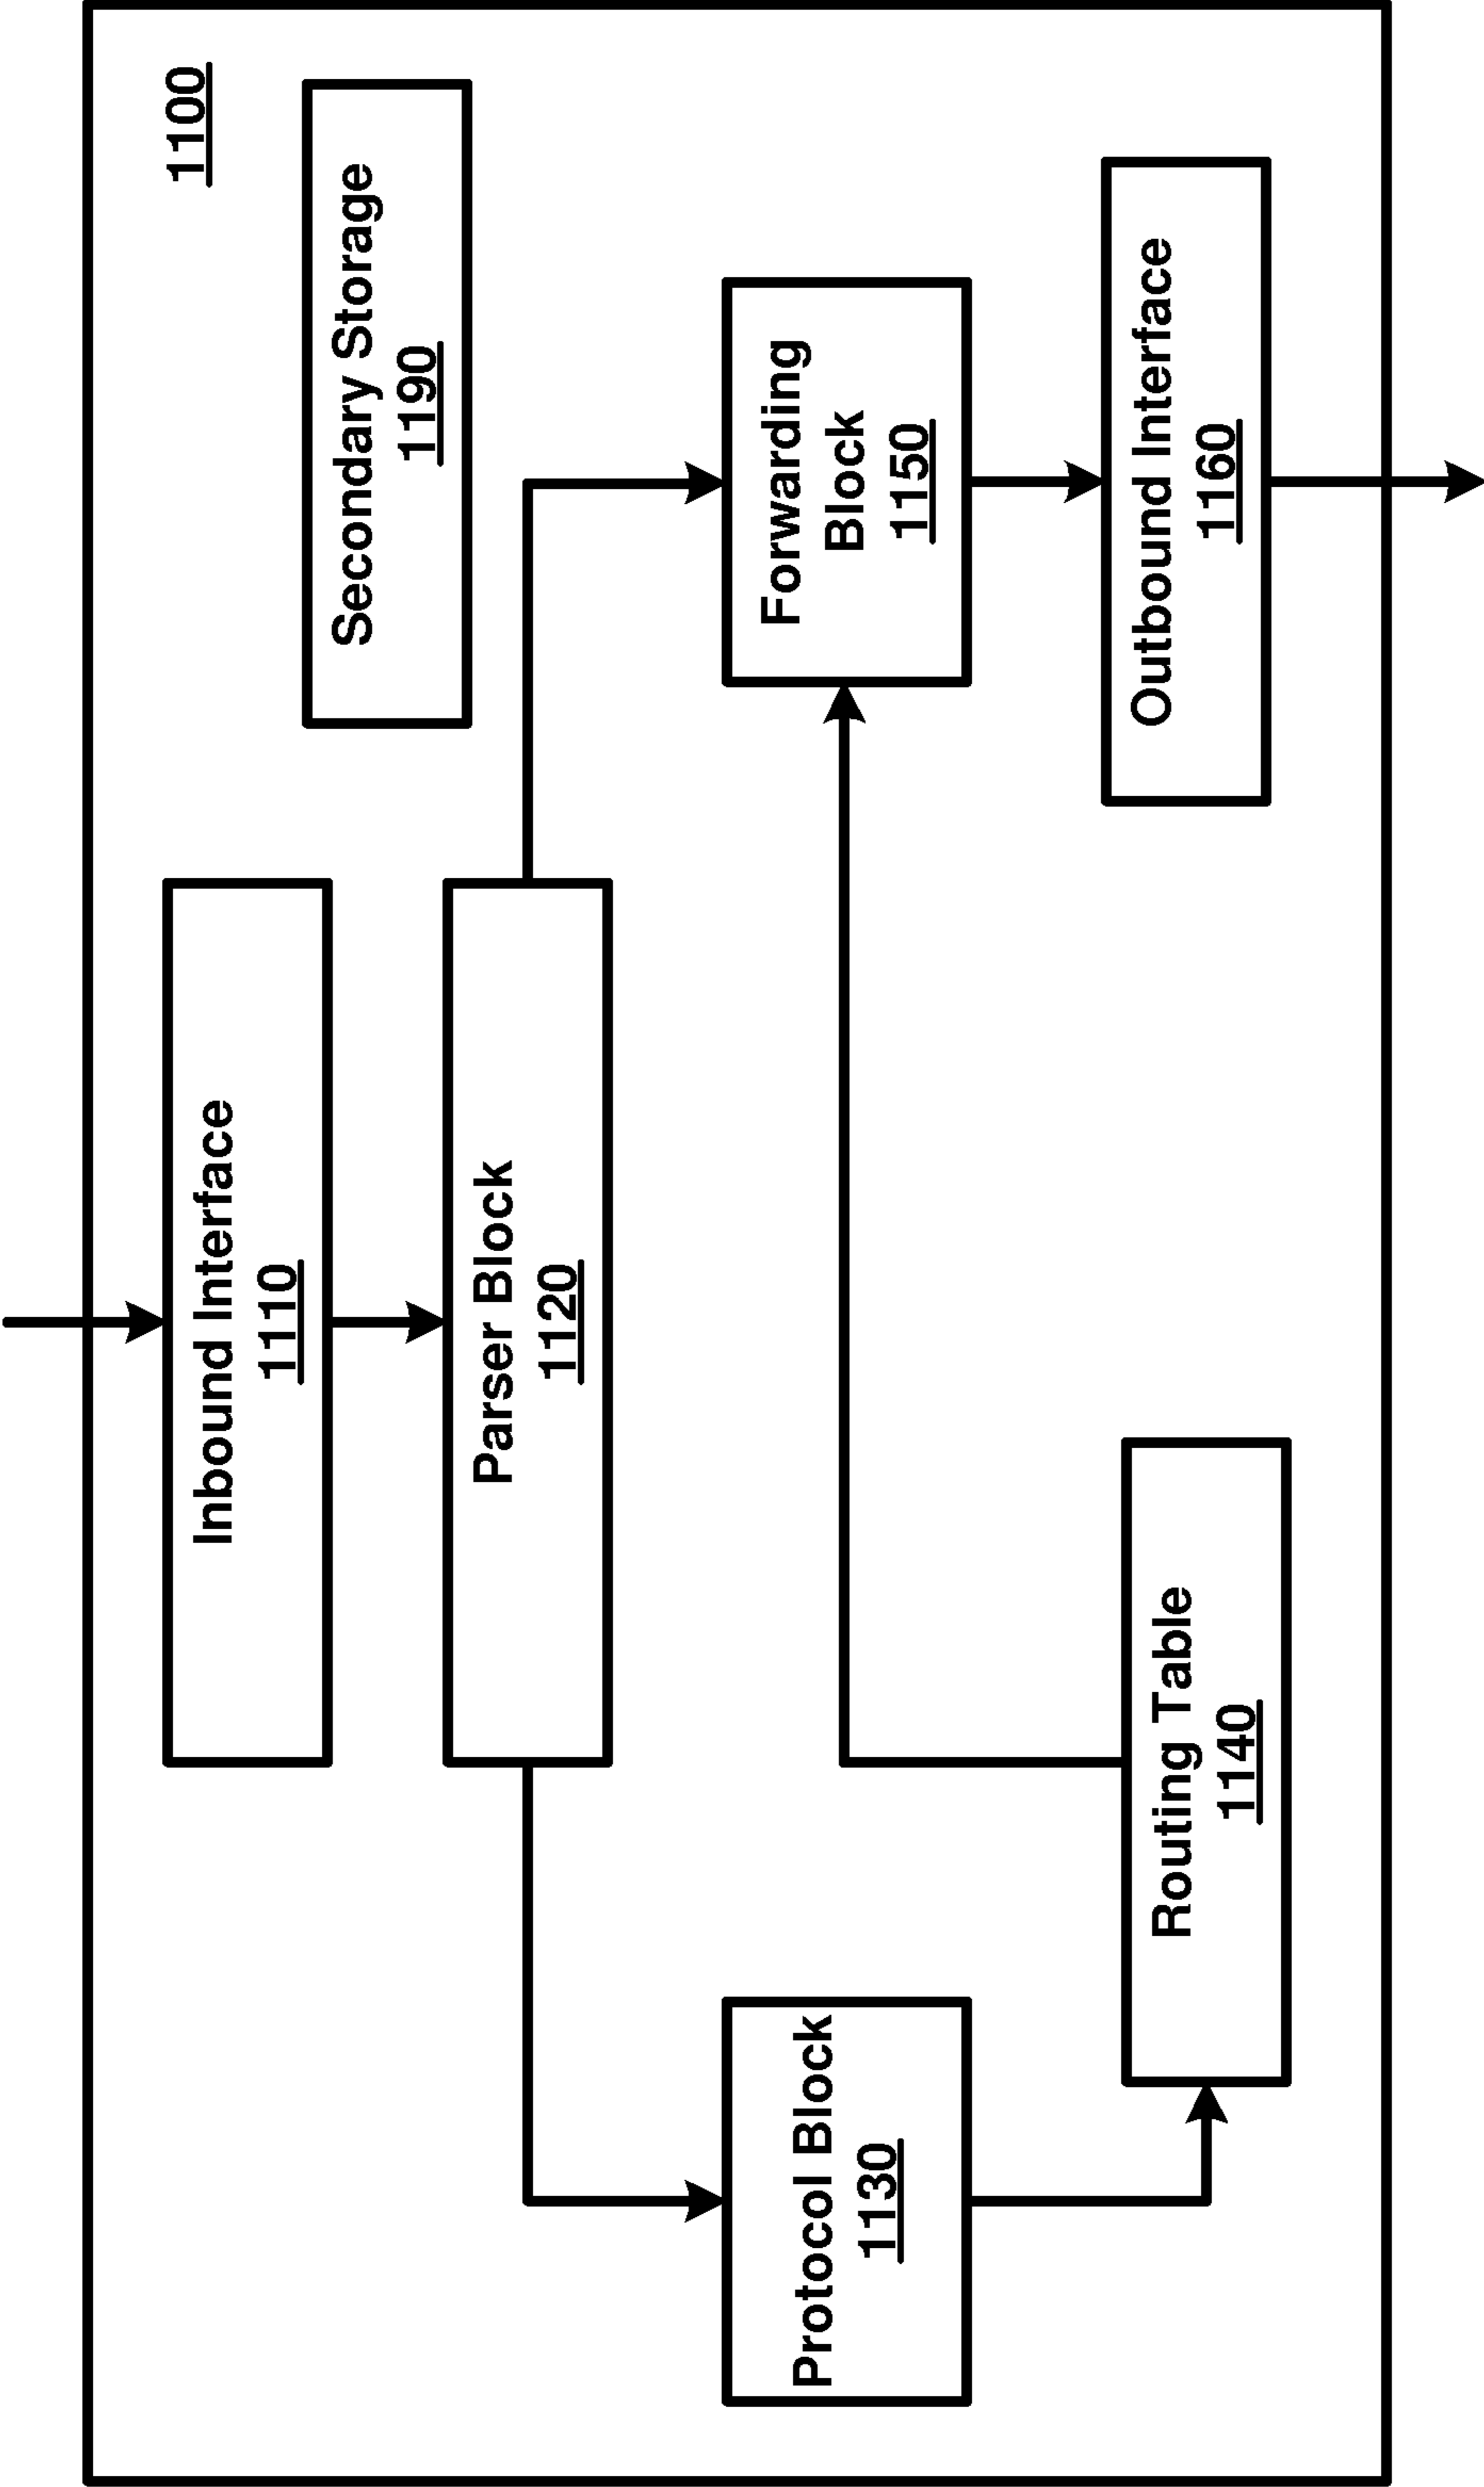 1100
Inbound Interface
1110
Secondary Storage
1190
Parser Block
1120
Protocol Block
1130
Forwarding
Block
1150
Routing Table
1140
Outbound Interface
1160